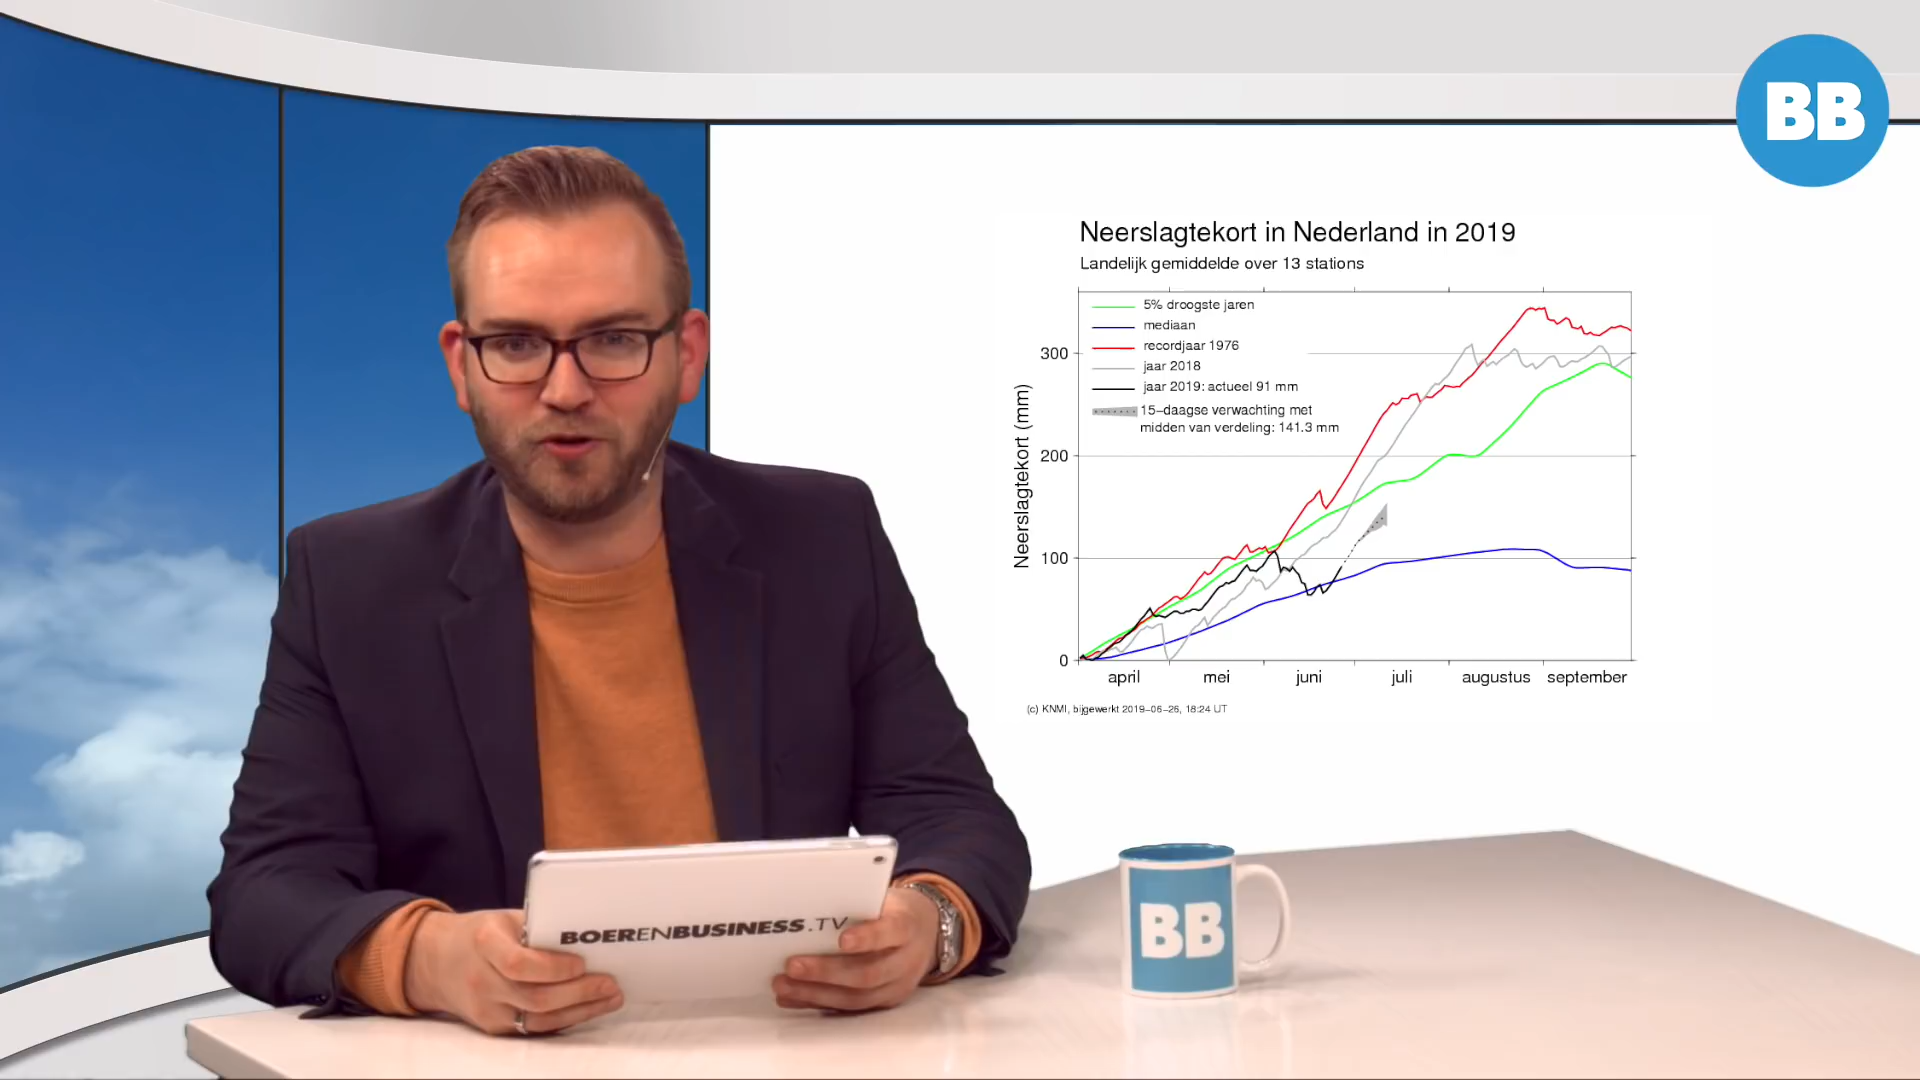 BB
Neerslagtekort in Nederland in 2019
Landelijk gemiddelde over 13 stations
5% droogste jaren
mediaan
recordjaar 1976
jaar 2018
jaar 2019: actueel 91 mm
15-daagse verwachting met
midden van verdeling: 141.3 mm
Neerslagtekort (mm)
300
200
100
0
april mei juni juli augustus september
(c) KNMI, bijgewerkt 2019-06-26, 18:24 UT
BOERENBUSINESS.TV
BB